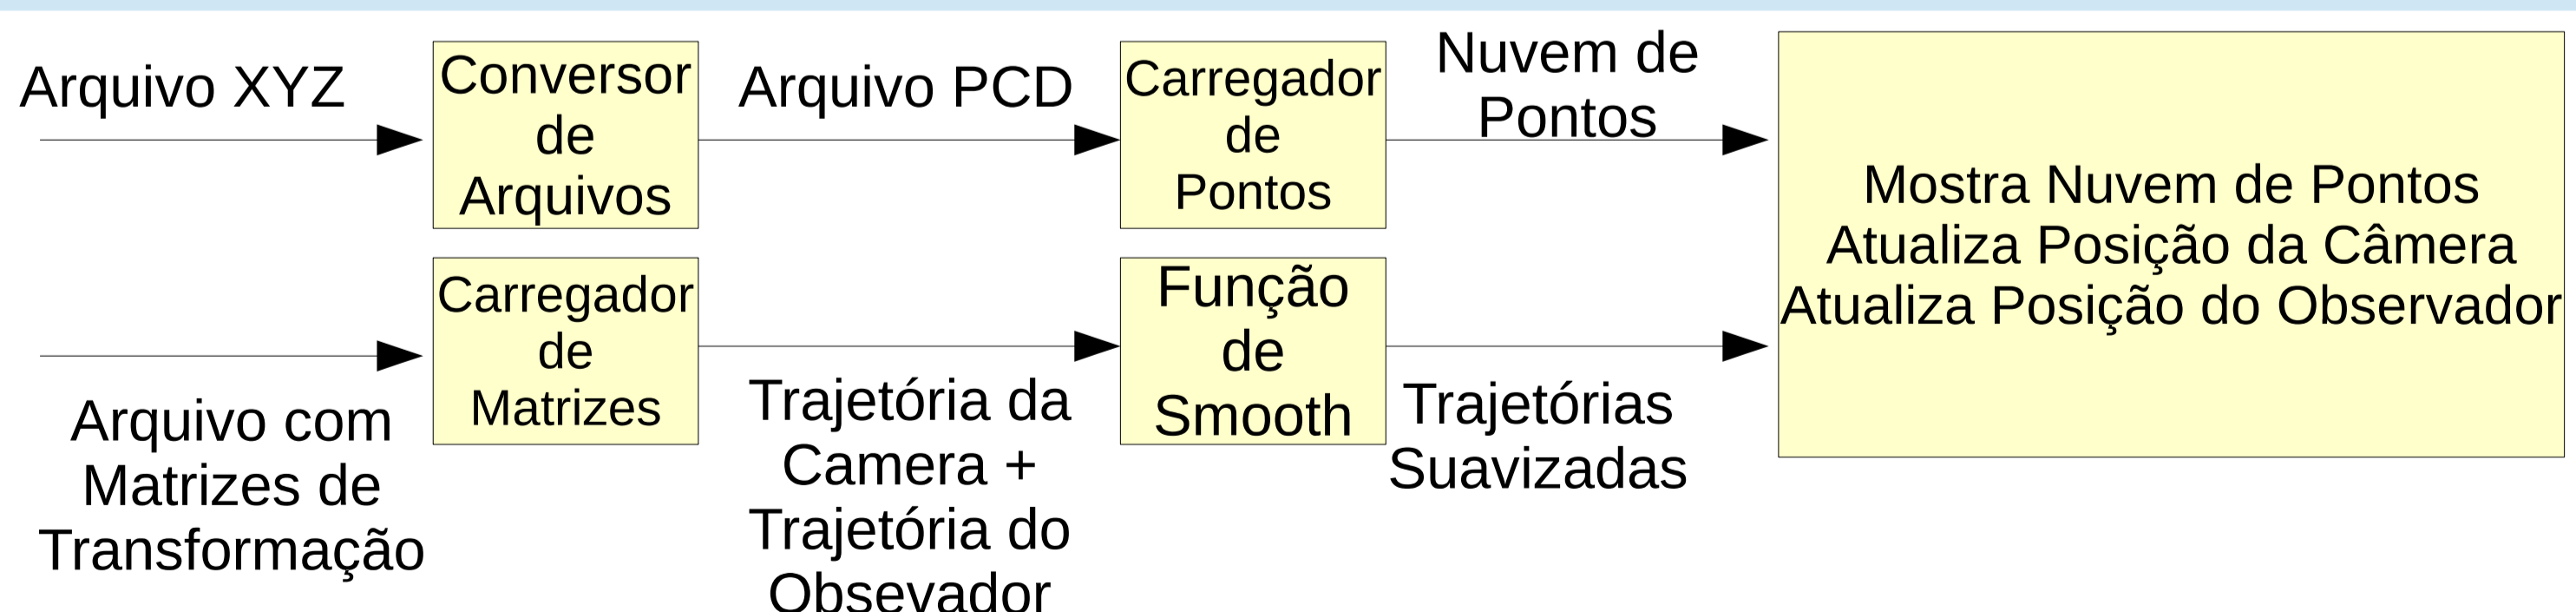 Arquivo XYZ
Conversor
de
Arquivos
Arquivo PCD
Carregador
de
Pontos
Nuvem de
Pontos
Mostra Nuvem de Pontos
Atualiza Posição da Câmera
Atualiza Posição do Observador
Arquivo com
Matrizes de
Transformação
Carregador
de
Matrizes
Trajetória da
Camera +
Trajetória do
Obsevador
Função
de
Smooth
Trajetórias
Suavizadas